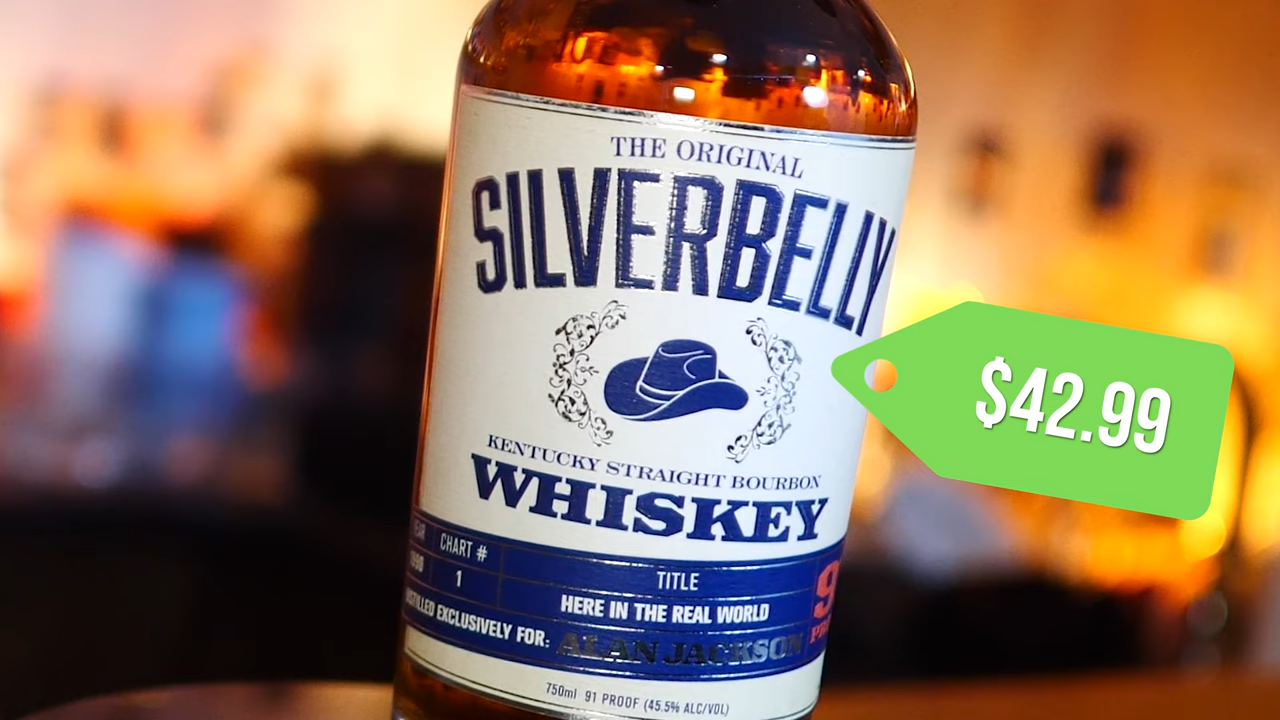 THE ORIGINAL
SILVERBELLY
$42.99
KENTUCKY STRAIGHT BOURBON
WHISKEY
CHART #
1
TITLE
HERE IN THE REAL WORLD
EXCLUSIVELY FOR: ALAN JACKSON
750ml 91 PROOF (45.5% ALC/VOL)